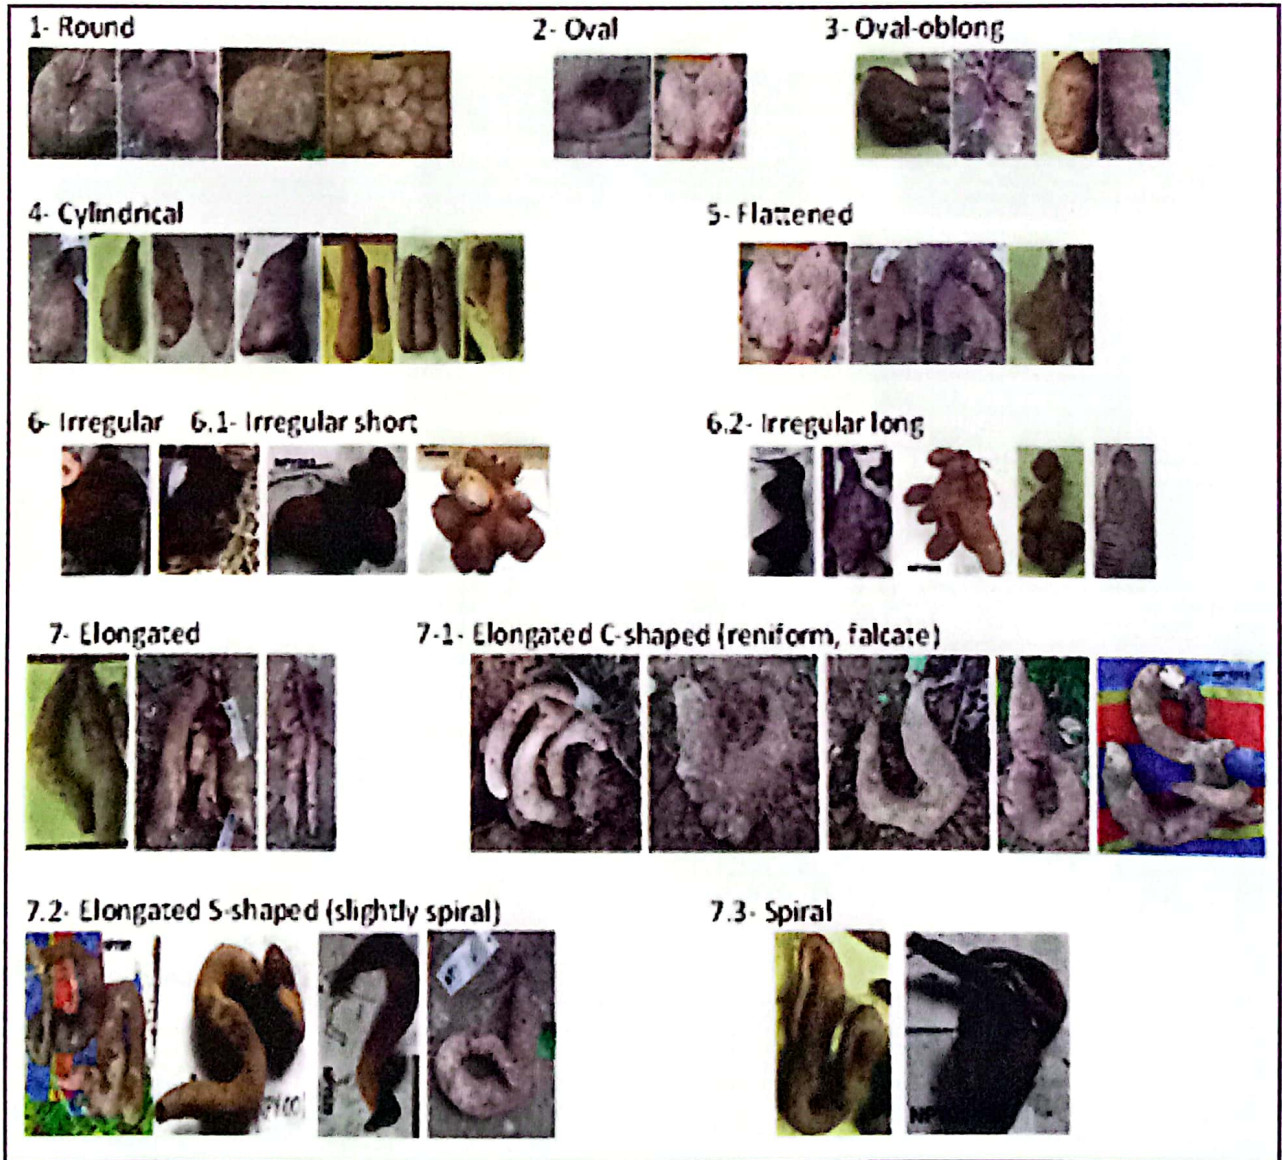 1- Round
2- Oval
3- Oval-oblong
4- Cylindrical
5- Flattened
6- Irregular
6.1- Irregular short
6.2- Irregular long
7- Elongated
7-1- Elongated C-shaped (reniform, falcate)
7.2- Elongated S-shaped (slightly spiral)
7.3- Spiral